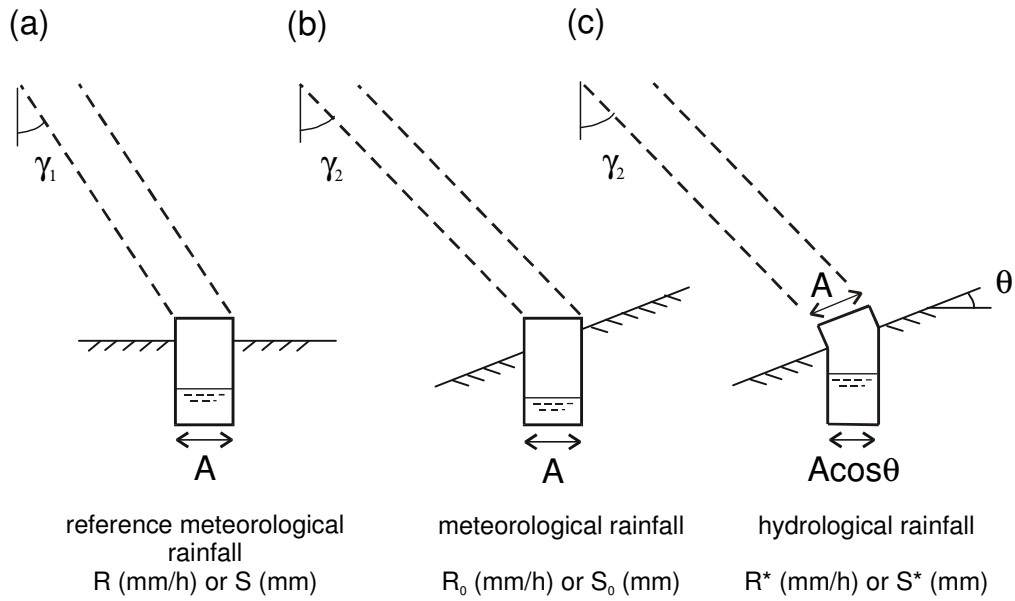 (a)
(b)
(c)
γ₁
γ₂
γ₂
A
θ
A
A
Acosθ
reference meteorological
rainfall
R (mm/h) or S (mm)
meteorological rainfall
R₀ (mm/h) or S₀ (mm)
hydrological rainfall
R* (mm/h) or S* (mm)